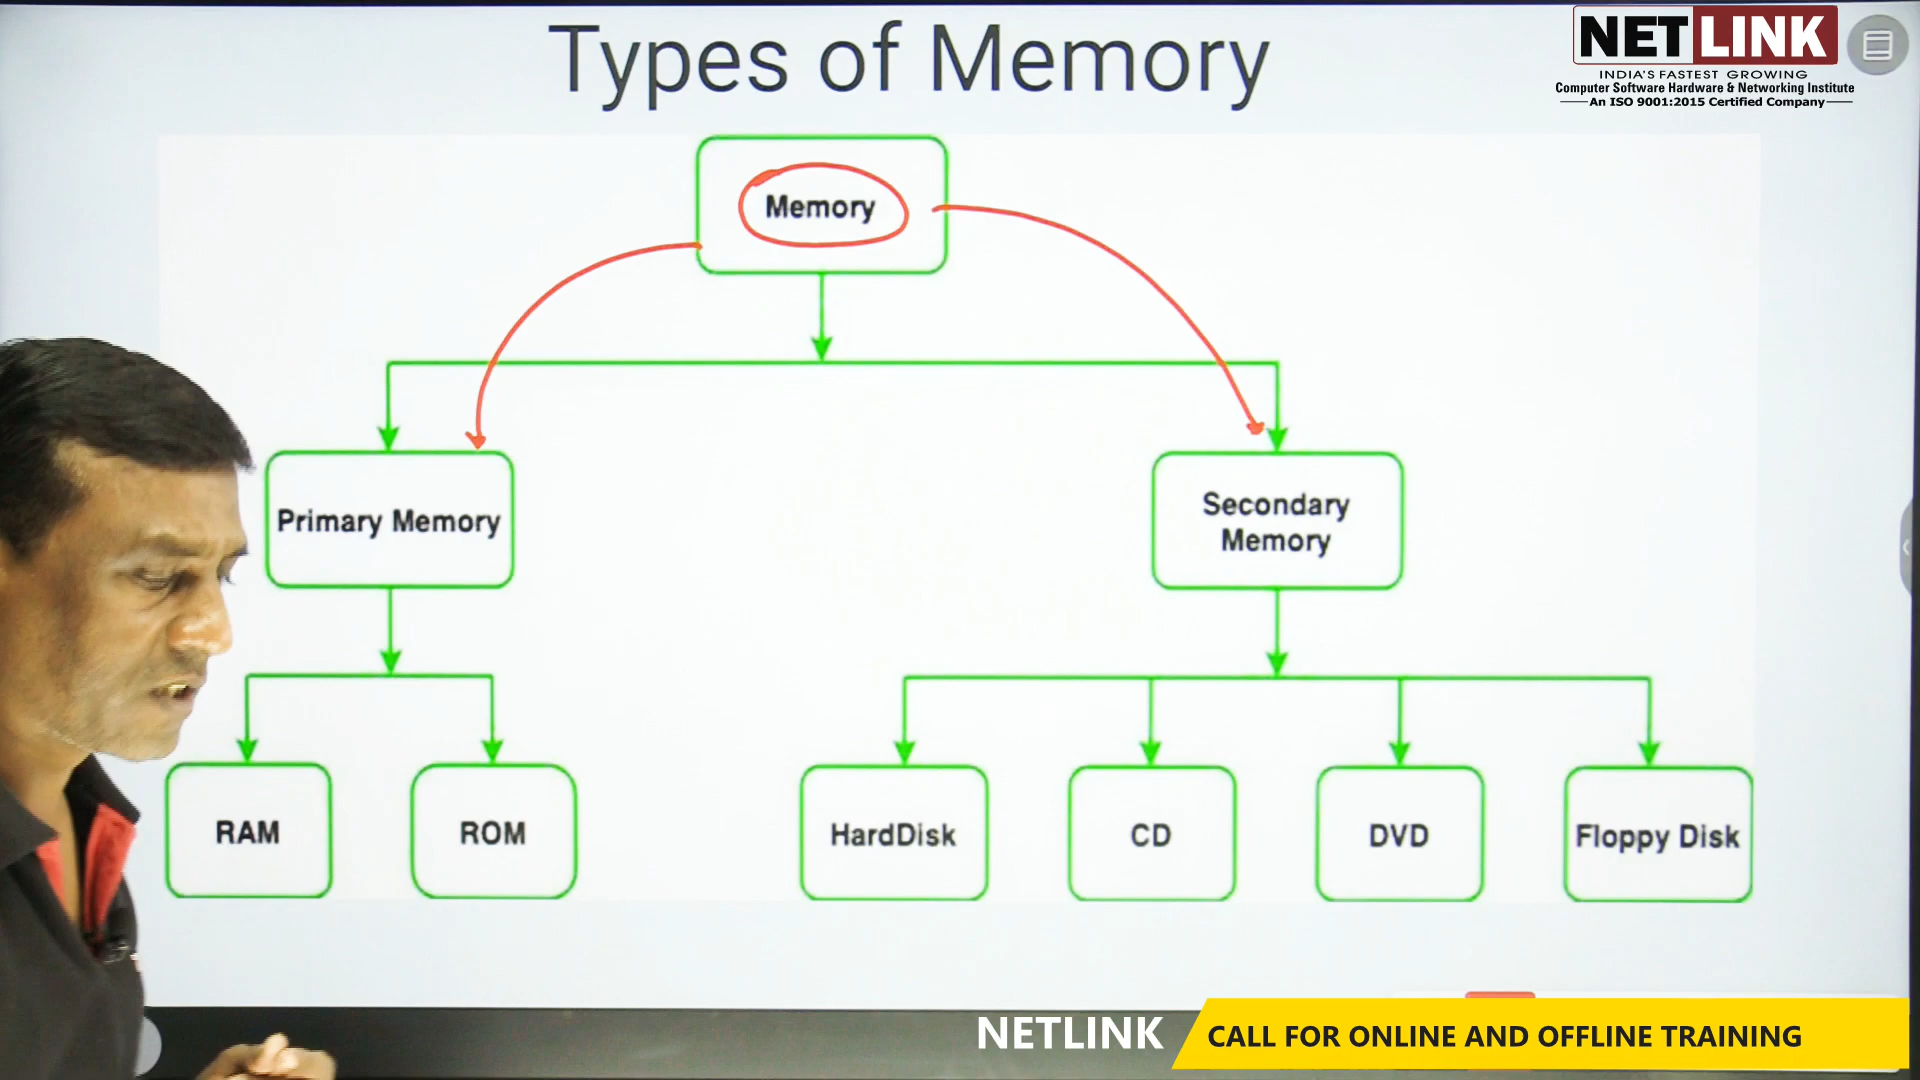 Types of Memory
NETLINK
INDIA'S FASTEST GROWING
Computer Software Hardware & Networking Institute
An ISO 9001:2015 Certified Company
Memory
Primary Memory
Secondary
Memory
RAM
ROM
HardDisk
CD
DVD
Floppy Disk
NETLINK
CALL FOR ONLINE AND OFFLINE TRAINING